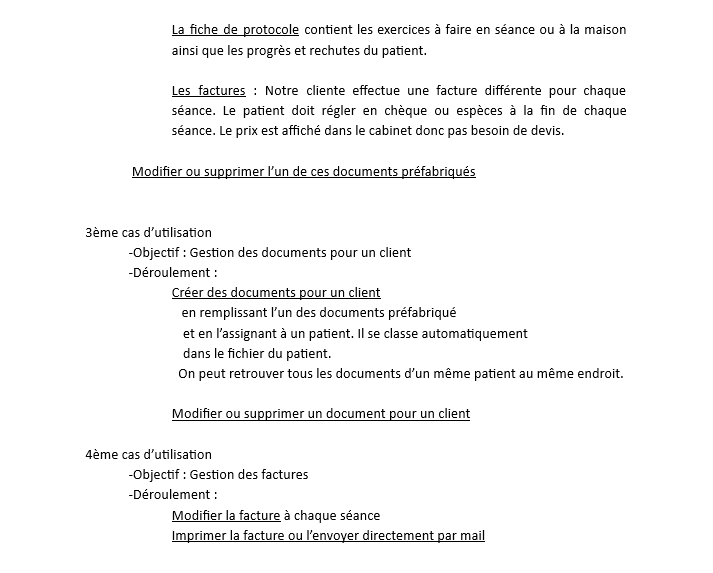 La fiche de protocole contient les exercices à faire en séance ou à la maison
ainsi que les progrès et rechutes du patient.
Les factures : Notre cliente effectue une facture différente pour chaque
séance. Le patient doit régler en chèque ou espèces à la fin de chaque
séance. Le prix est affiché dans le cabinet donc pas besoin de devis.
Modifier ou supprimer l’un de ces documents préfabriqués
3ème cas d’utilisation
-Objectif : Gestion des documents pour un client
-Déroulement :
Créer des documents pour un client
en remplissant l’un des documents préfabriqué
et en l’assignant à un patient. Il se classe automatiquement
dans le fichier du patient.
On peut retrouver tous les documents d’un même patient au même endroit.
Modifier ou supprimer un document pour un client
4ème cas d’utilisation
-Objectif : Gestion des factures
-Déroulement :
Modifier la facture à chaque séance
Imprimer la facture ou l’envoyer directement par mail